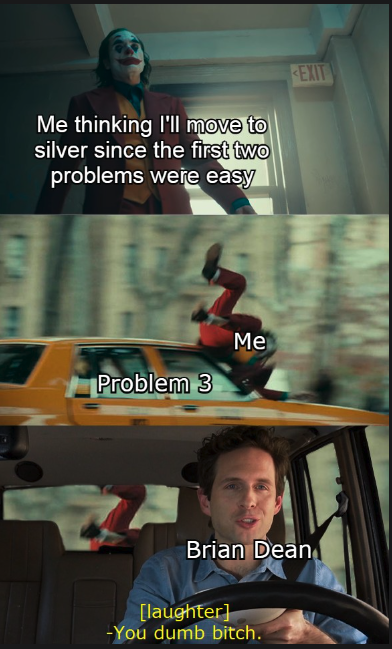 <EXIT
Me thinking I'll move to
silver since the first two
problems were easy
Me
Problem 3
Brian Dean
[laughter]
-You dumb bitch.